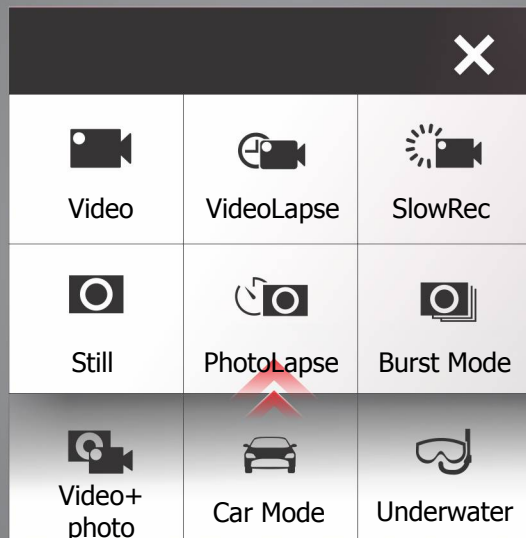 Video
VideoLapse
SlowRec
Still
PhotoLapse
Burst Mode
Video+
photo
Car Mode
Underwater